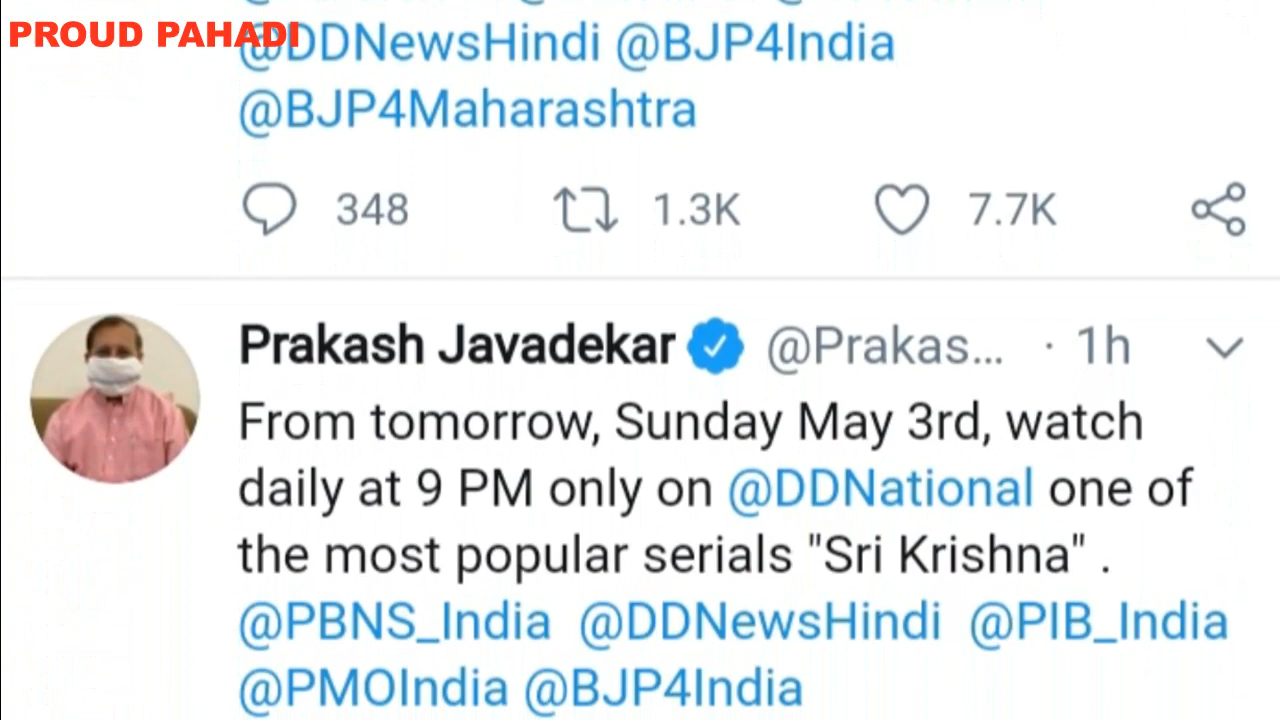 PROUD PAHADI
@DDNewsHindi @BJP4India
@BJP4Maharashtra
348 1.3K 7.7K
Prakash Javadekar @Prakas... · 1h
From tomorrow, Sunday May 3rd, watch
daily at 9 PM only on @DDNational one of
the most popular serials "Sri Krishna" .
@PBNS_India @DDNewsHindi @PIB_India
@PMOIndia @BJP4India